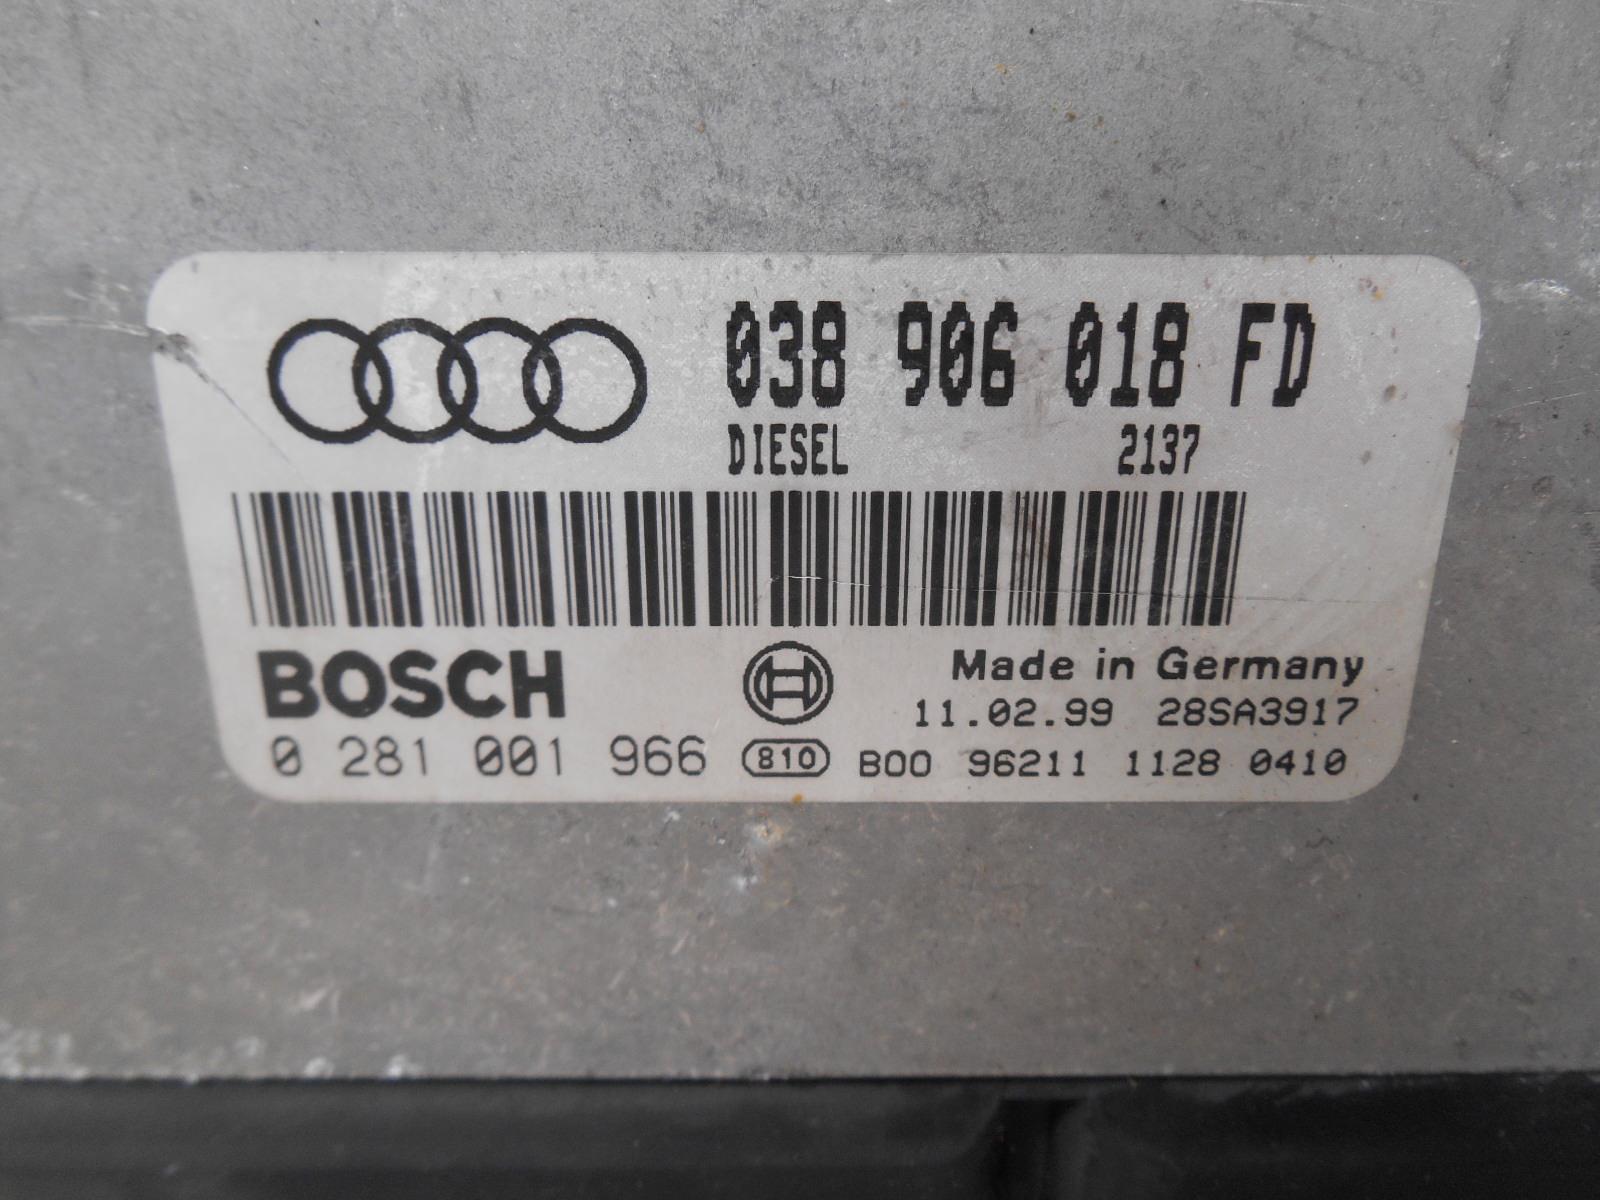 038 906 018 FD
DIESEL 2137
BOSCH Made in Germany
11.02.99 28SA3917
0 281 001 966 810 B00 96211 1128 0410